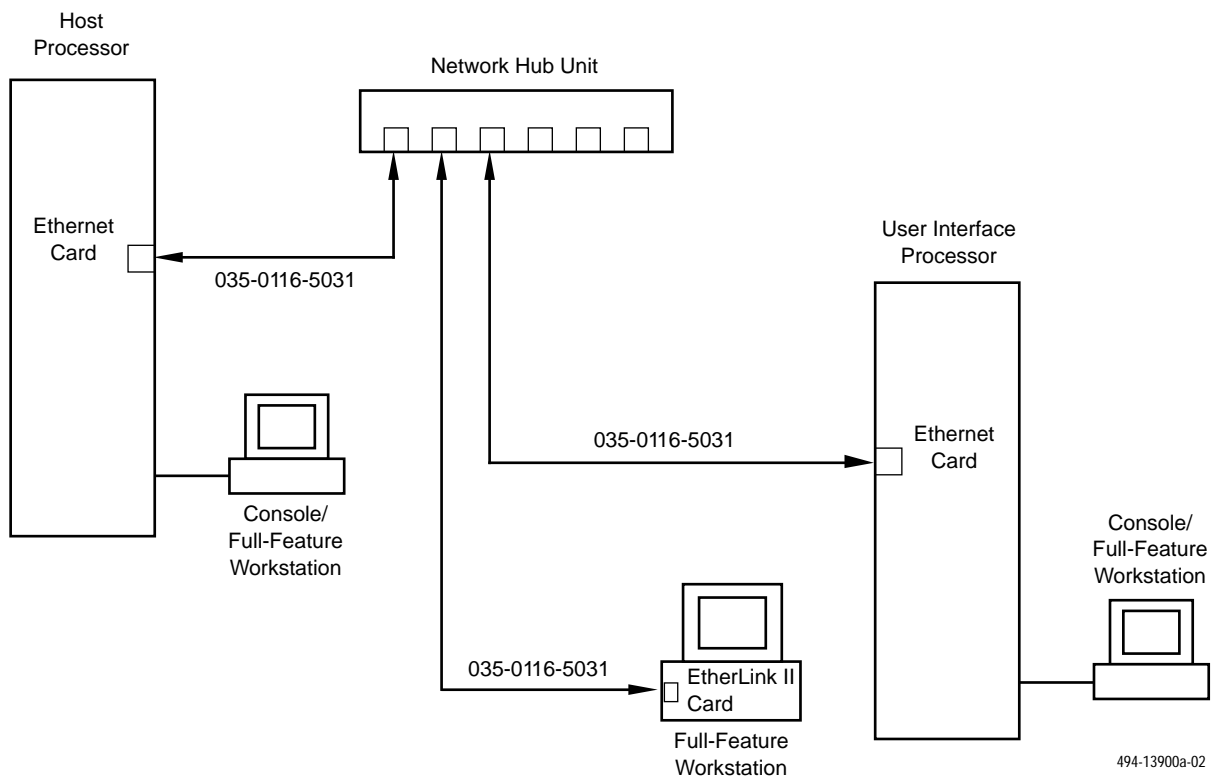 Host
Processor
Network Hub Unit
Ethernet
Card
035-0116-5031
User Interface
Processor
035-0116-5031
Ethernet
Card
Console/
Full-Feature
Workstation
Console/
Full-Feature
Workstation
035-0116-5031
EtherLink II
Card
Full-Feature
Workstation
494-13900a-02